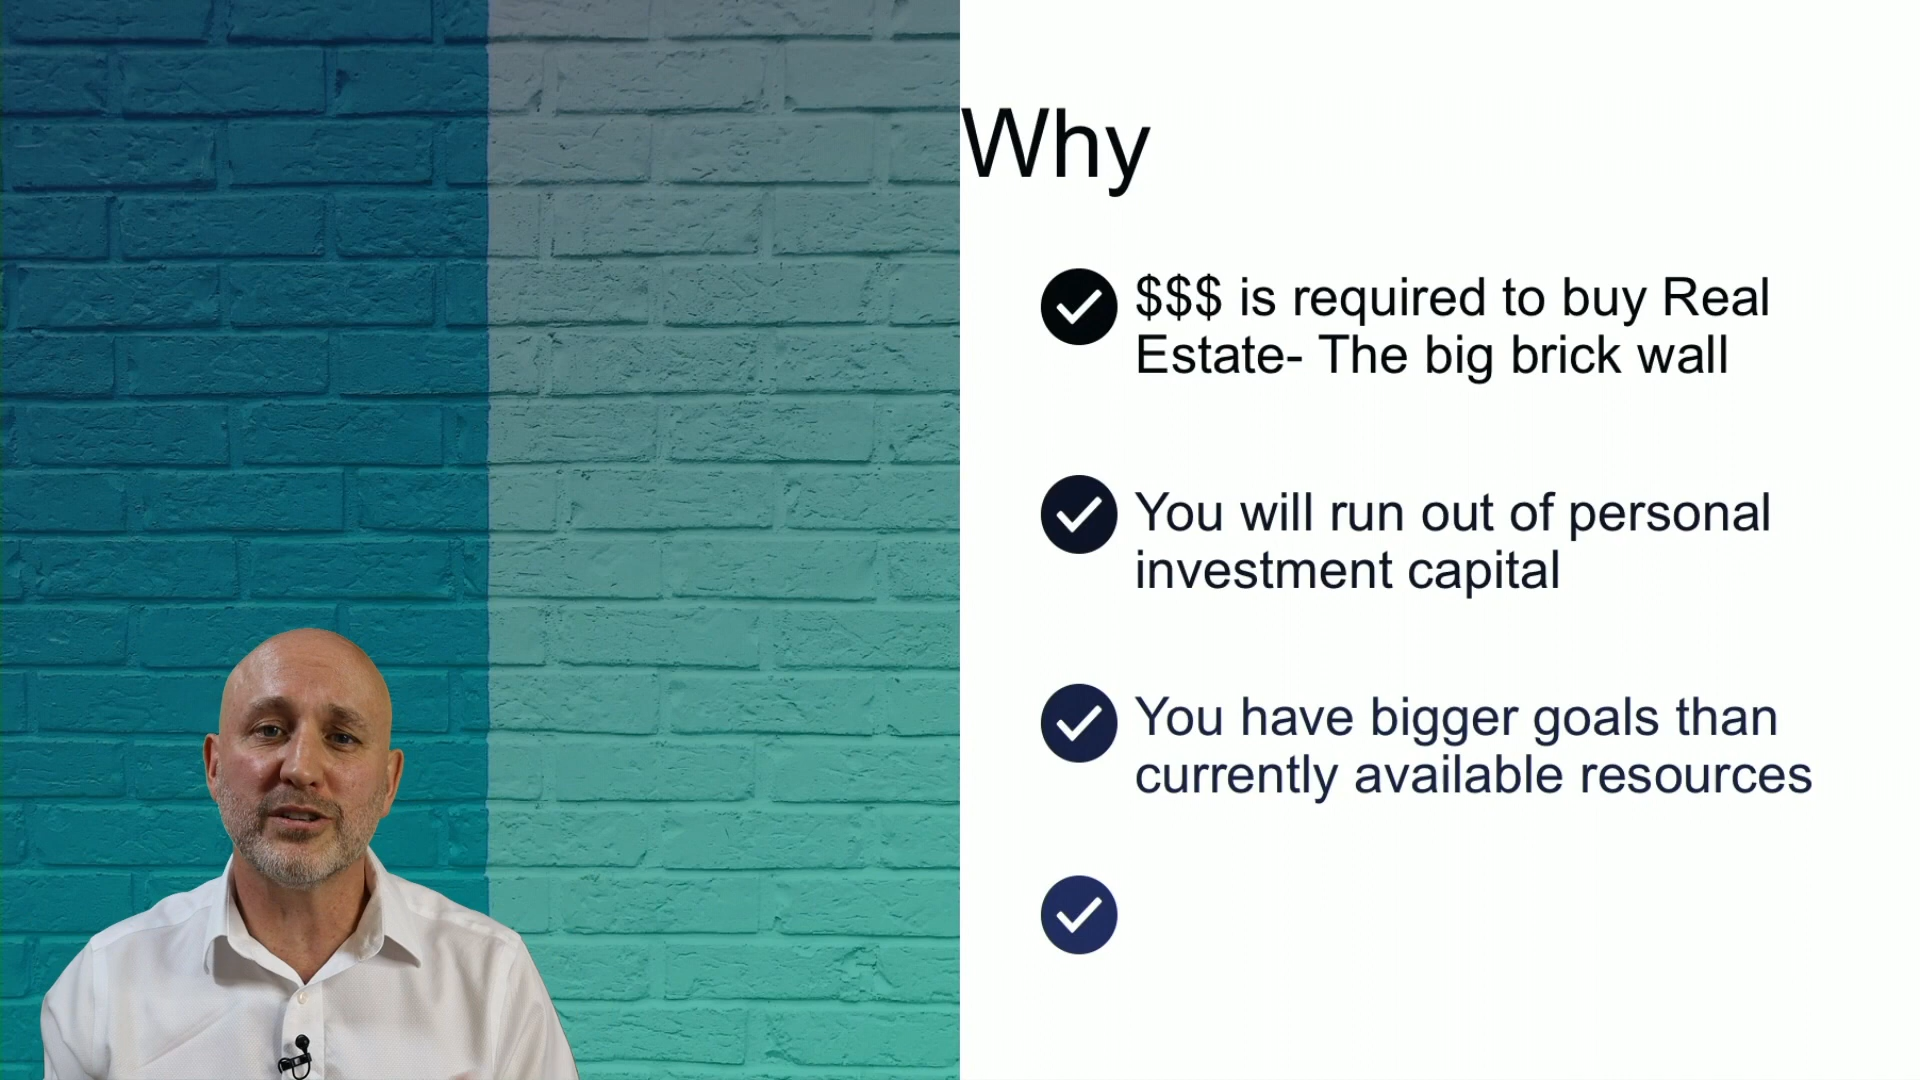 Why
$$$ is required to buy Real
Estate- The big brick wall
You will run out of personal
investment capital
You have bigger goals than
currently available resources